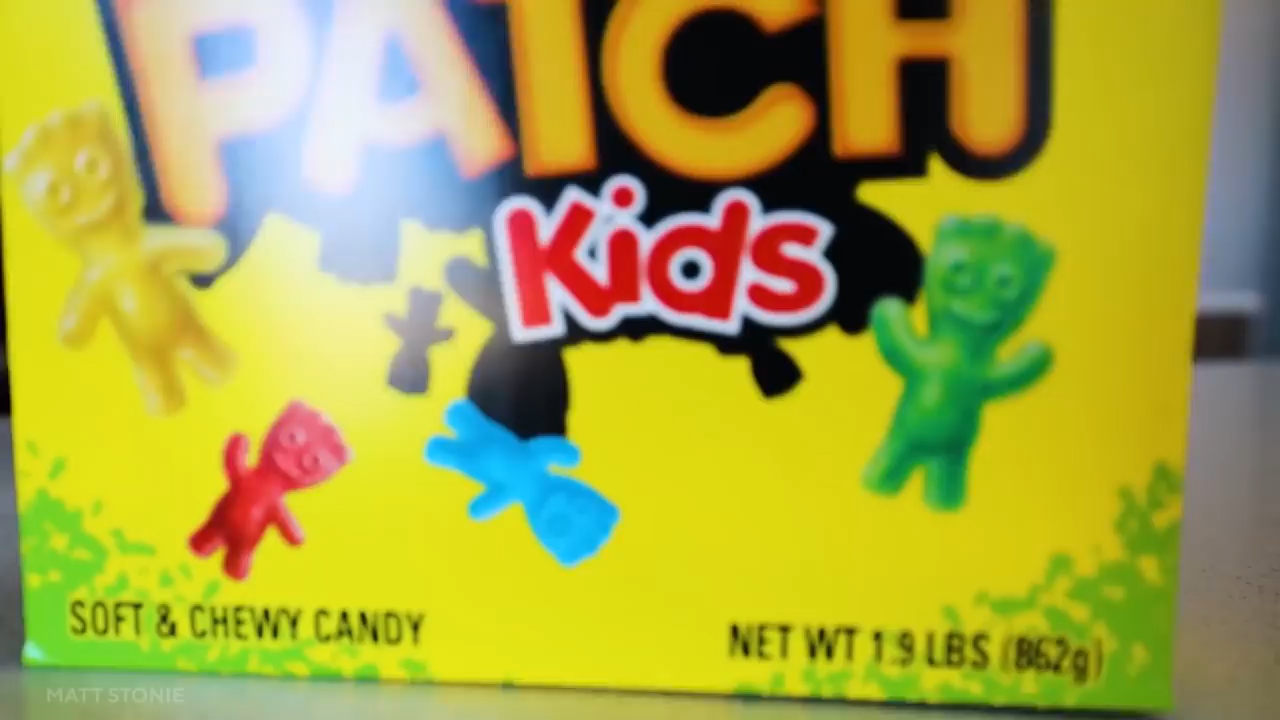 PATCH
Kids
SOFT & CHEWY CANDY
NET WT 1.9 LBS (862g)
MATT STONIE